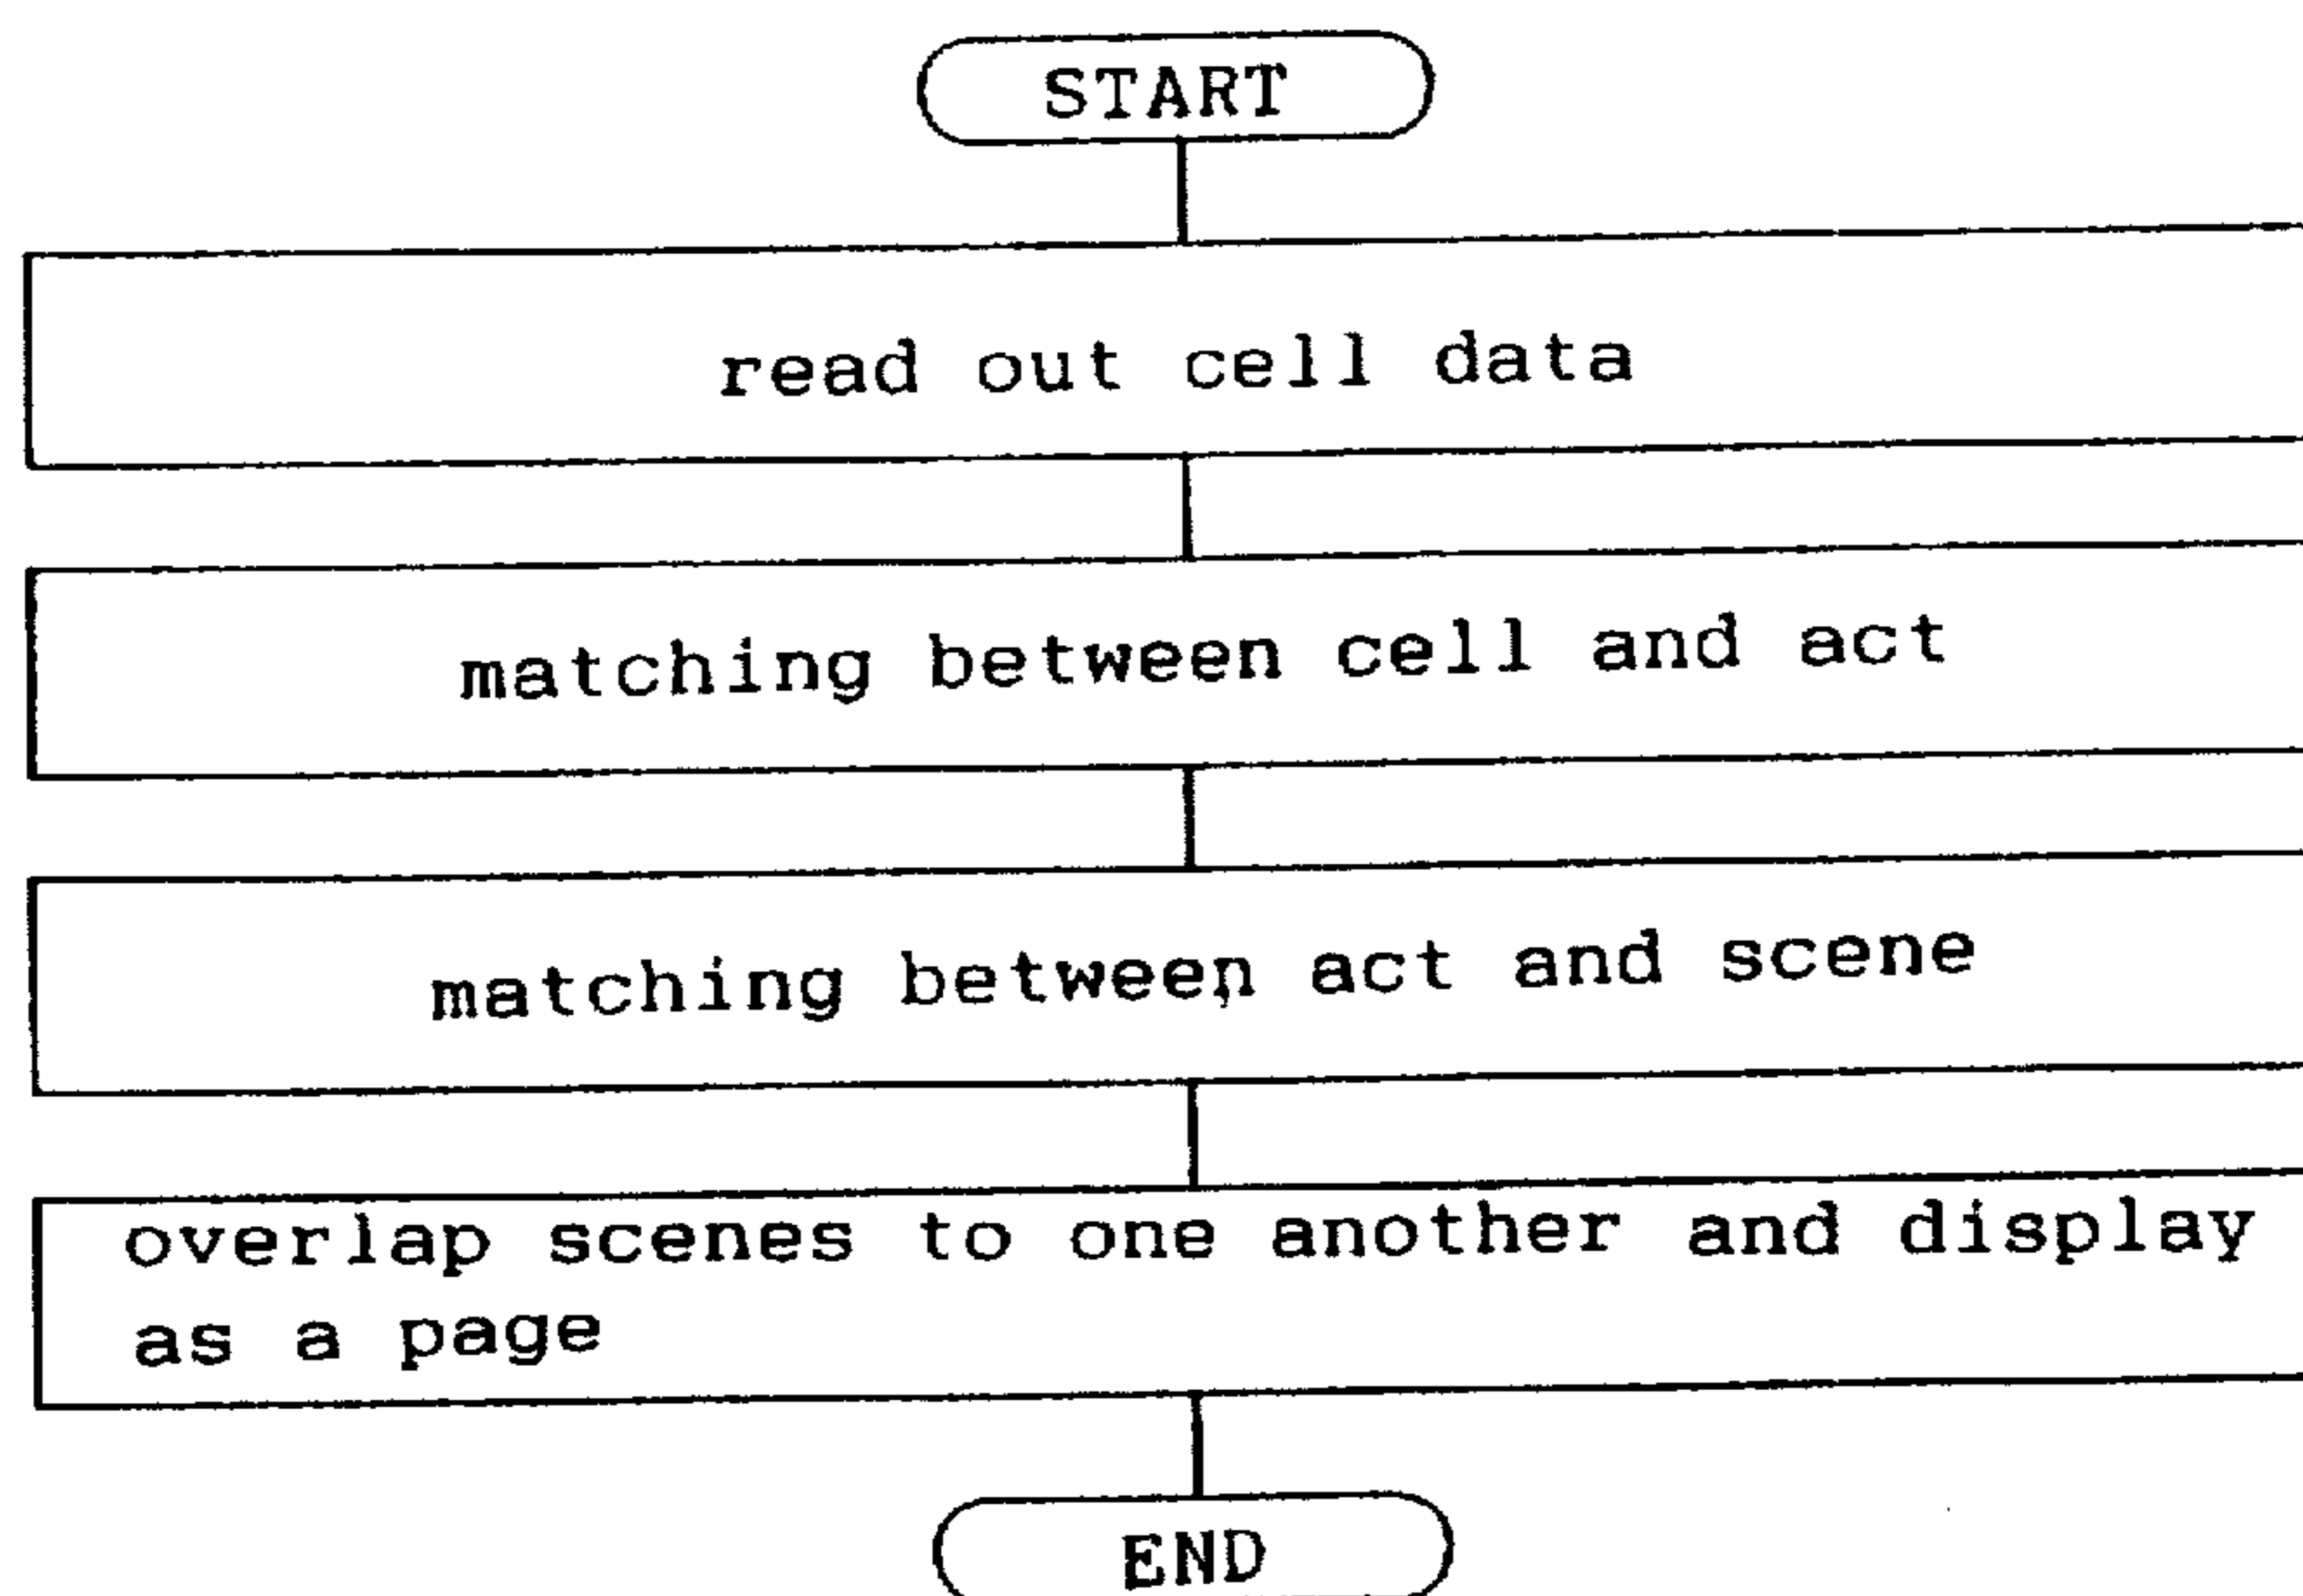 START
read out cell data
matching between cell and act
matching between act and scene
overlap scenes to one another and display
as a page
END